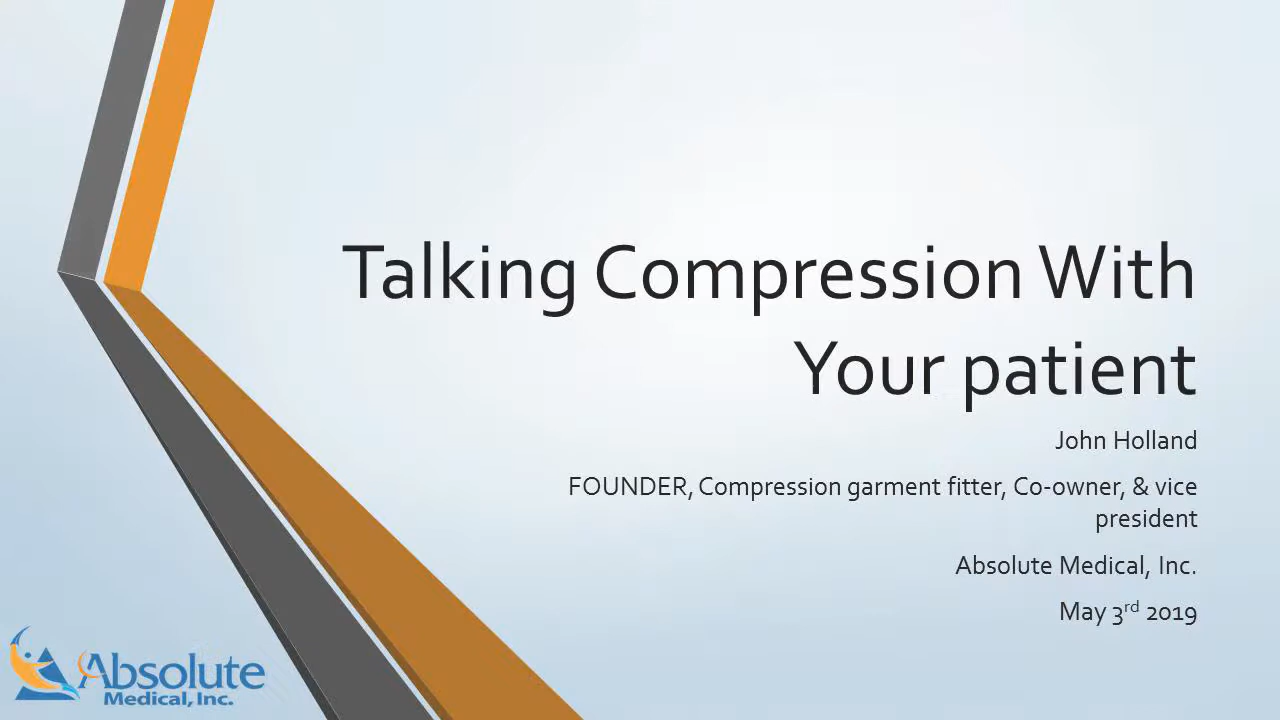 Talking Compression With
Your patient
John Holland
FOUNDER, Compression garment fitter, Co-owner, & vice
president
Absolute Medical, Inc.
May 3rd 2019
Absolute
Medical, Inc.